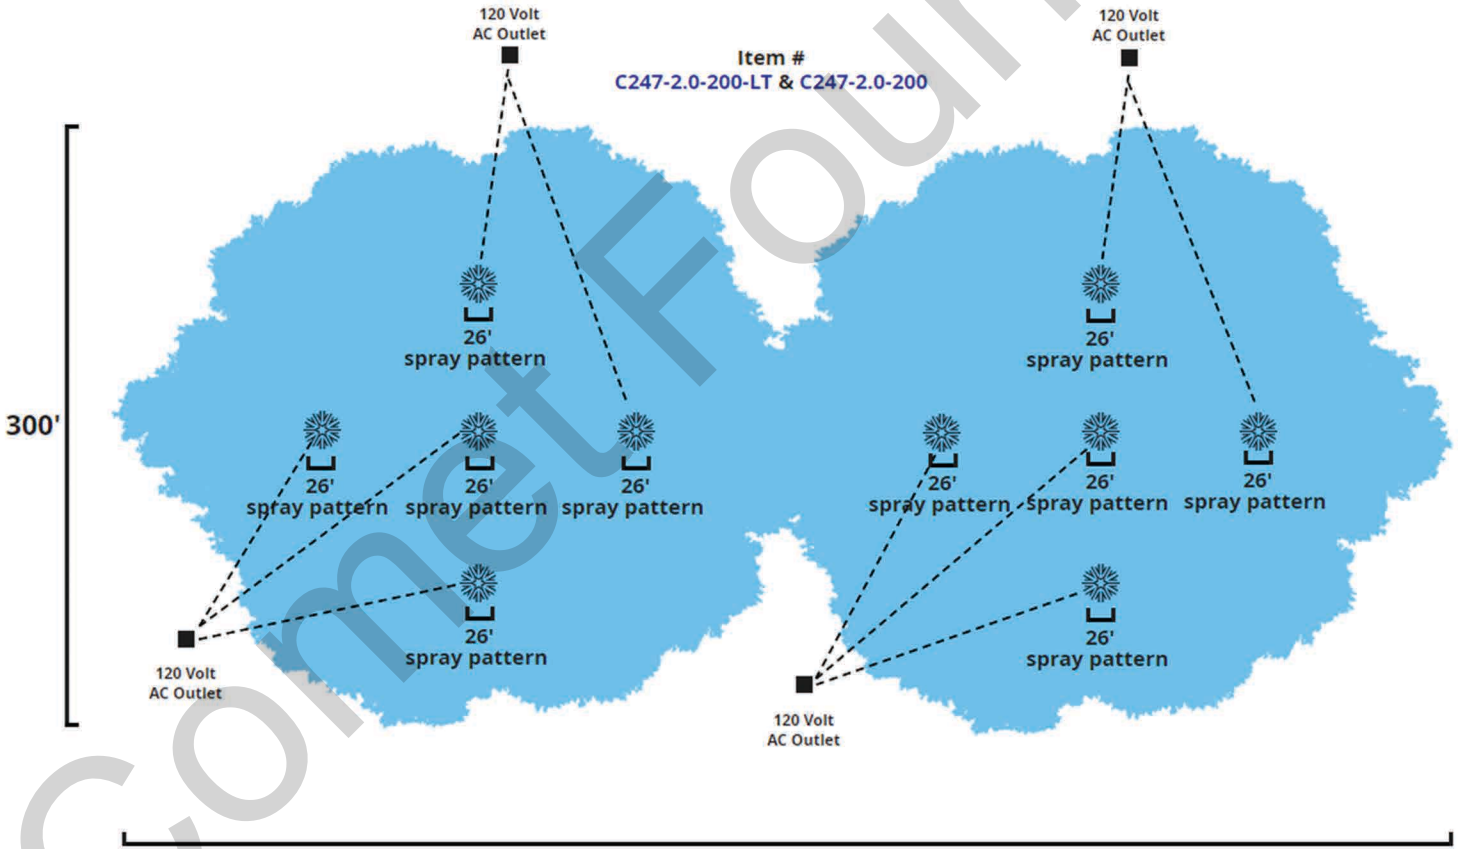 120 Volt
AC Outlet
120 Volt
AC Outlet
Item #
C247-2.0-200-LT & C247-2.0-200
26'
spray pattern
26'
spray pattern
300'
26'
spray pattern
26'
spray pattern
26'
spray pattern
26'
spray pattern
26'
spray pattern
26'
spray pattern
26'
spray pattern
26'
spray pattern
120 Volt
AC Outlet
120 Volt
AC Outlet
Comet Foun